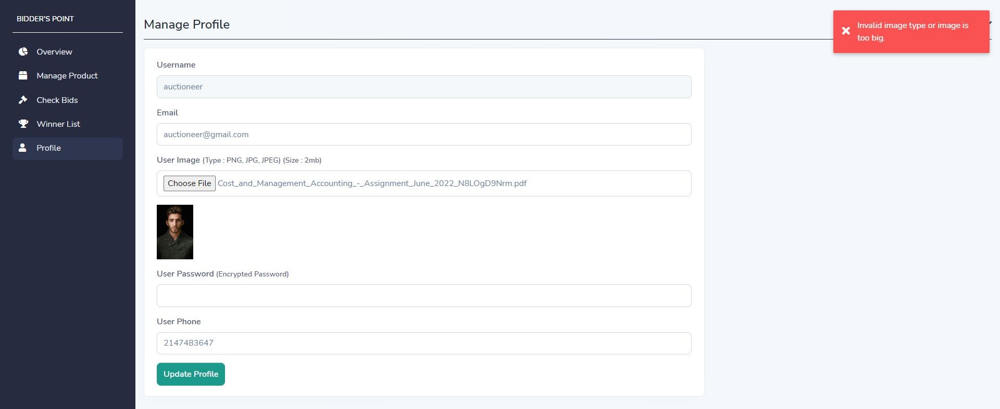 BIDDER'S POINT
Overview
Manage Product
Check Bids
Winner List
Profile
Manage Profile
Invalid image type or image is
too big.
Username
auctioneer
Email
auctioneer@gmail.com
User Image (Type : PNG, JPG, JPEG) (Size : 2mb)
Choose File Cost_and_Management_Accounting_-_Assignment_June_2022_N8LOgD9Nrm.pdf
User Password (Encrypted Password)
User Phone
2147483647
Update Profile